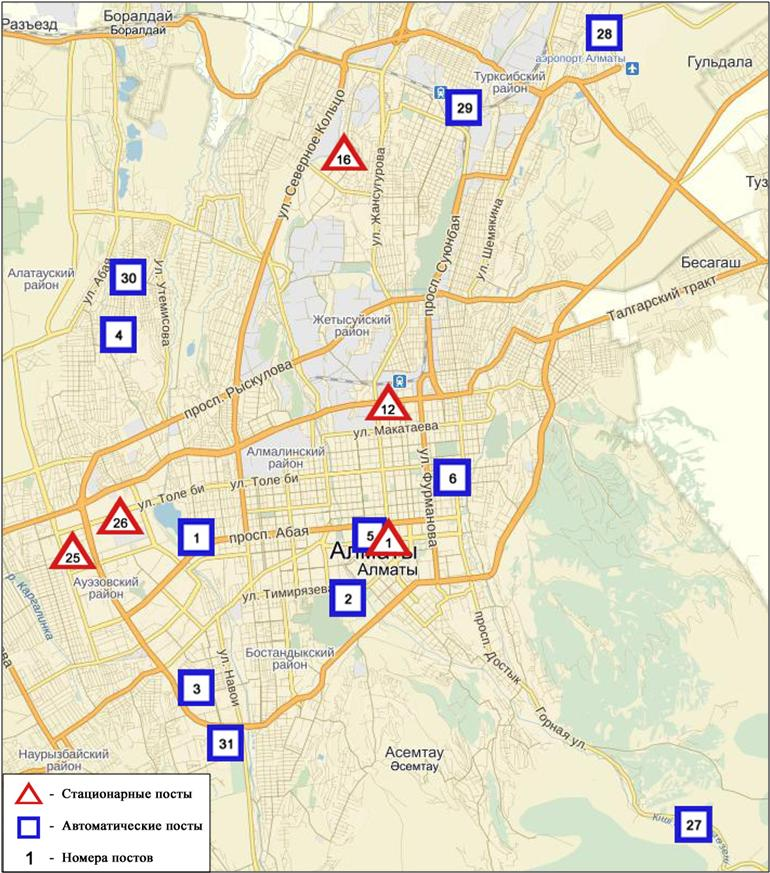 Разъезд
Боралдай
Боралдай
28
аэропорт Алматы
Гульдала
Турксибский
район
29
ул. Северное Кольцо
16
ул. Жансугурова
Туз
ул. Шемякина
просп. Суюнбая
Бесагаш
Алатауский
район
ул. Абая
30
ул. Утемисова
4
Талгарский тракт
Жетысуйский
район
просп. Рыскулова
12
ул. Макатаева
Алмалинский
район
6
ул. Толе би
ул. Толе би
ул. Фурманова
26
1
просп. Абая
5
1
25
Алматы
Алматы
Ауэзовский
район
р. Каргалинка
ул. Тимирязева
2
просп. Достык
Бостандыкский
район
ул. Навои
3
Горная ул.
31
Наурызбайский
район
Асемтау
Әсемтау
27
- Стационарные посты
- Автоматические посты
1 - Номера постов